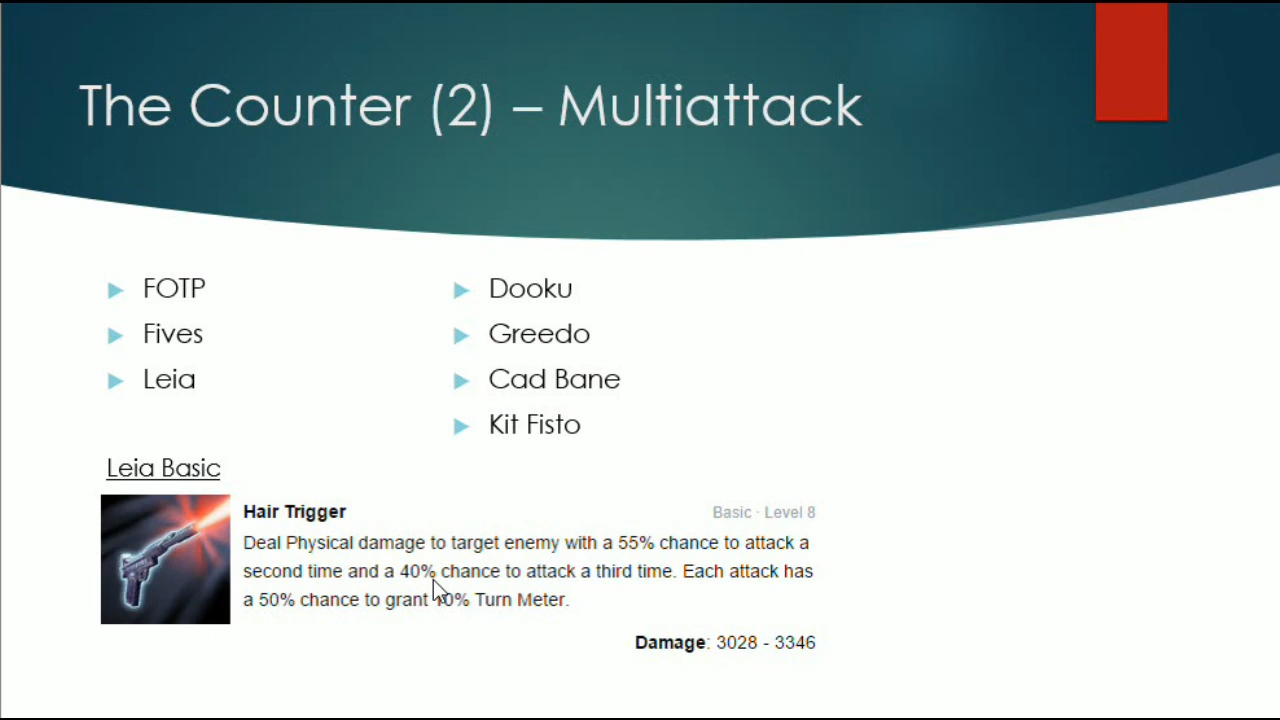 The Counter (2) – Multiattack
FOTP
Fives
Leia
Dooku
Greedo
Cad Bane
Kit Fisto
Leia Basic
Hair Trigger
Basic · Level 8
Deal Physical damage to target enemy with a 55% chance to attack a
second time and a 40% chance to attack a third time. Each attack has
a 50% chance to grant 10% Turn Meter.
Damage: 3028 - 3346